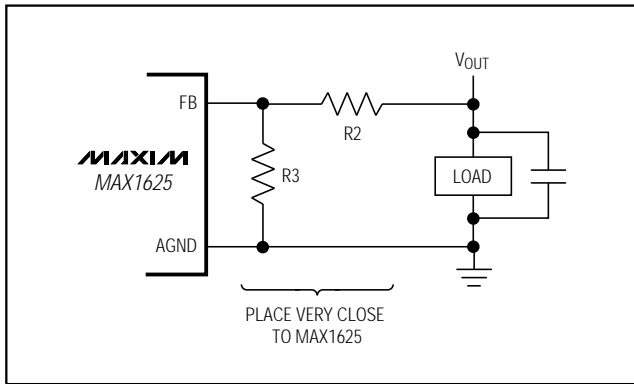 VOUT
FB
R2
MAXIM
MAX1625
R3
LOAD
AGND
PLACE VERY CLOSE
TO MAX1625